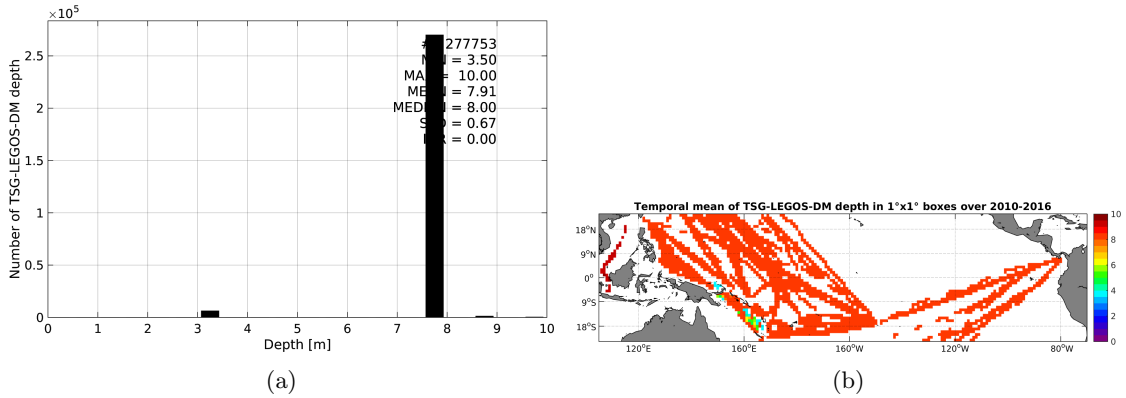 ×10⁵
2.5
2
1.5
1
0.5
0
Number of TSG-LEGOS-DM depth
277753
= 3.50
= 10.00
= 7.91
= 8.00
= 0.67
= 0.00
0 1 2 3 4 5 6 7 8 9 10
Depth [m]
(a)
Temporal mean of TSG-LEGOS-DM depth in 1°x1° boxes over 2010-2016
18°N
9°N
0°
9°S
18°S
120°E 160°E 160°W 120°W 80°W
10
8
6
4
2
0
(b)